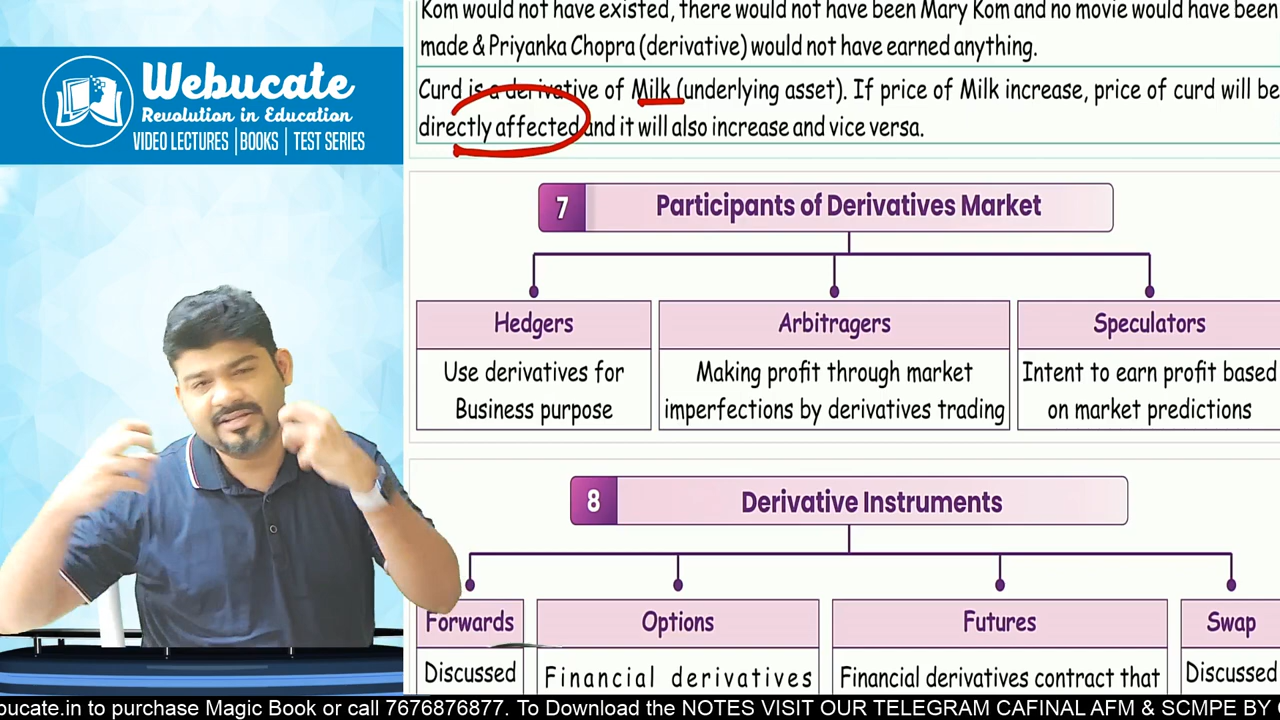 Kom would not have existed, there would not have been Mary Kom and no movie would have been
made & Priyanka Chopra (derivative) would not have earned anything.
Webucate
Revolution in Education
VIDEO LECTURES | BOOKS | TEST SERIES
Curd is a derivative of Milk (underlying asset). If price of Milk increase, price of curd will be
directly affected and it will also increase and vice versa.
7 Participants of Derivatives Market
Hedgers
Use derivatives for
Business purpose
Arbitragers
Making profit through market
imperfections by derivatives trading
Speculators
Intent to earn profit based
on market predictions
8 Derivative Instruments
Forwards
Discussed
Options
Financial derivatives
Futures
Financial derivatives contract that
Swap
Discussed
bucate.in to purchase Magic Book or call 7676876877. To Download the NOTES VISIT OUR TELEGRAM CAFINAL AFM & SCMPE BY